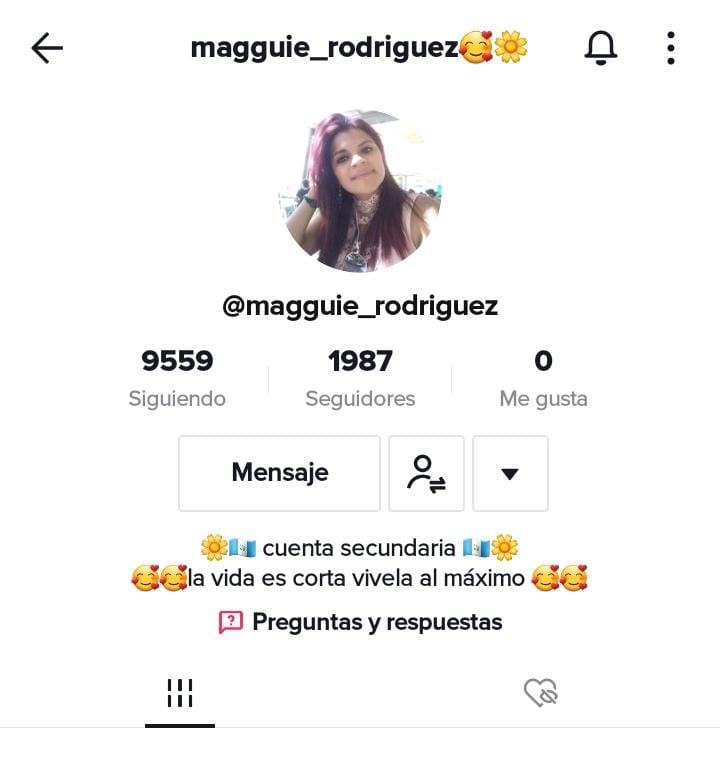 magguie_rodriguez🥰🌼
@magguie_rodriguez
9559 1987 0
Siguiendo Seguidores Me gusta
Mensaje
🌼🇬🇹 cuenta secundaria 🇬🇹🌼
🥰🥰la vida es corta vivela al máximo 🥰🥰
Preguntas y respuestas